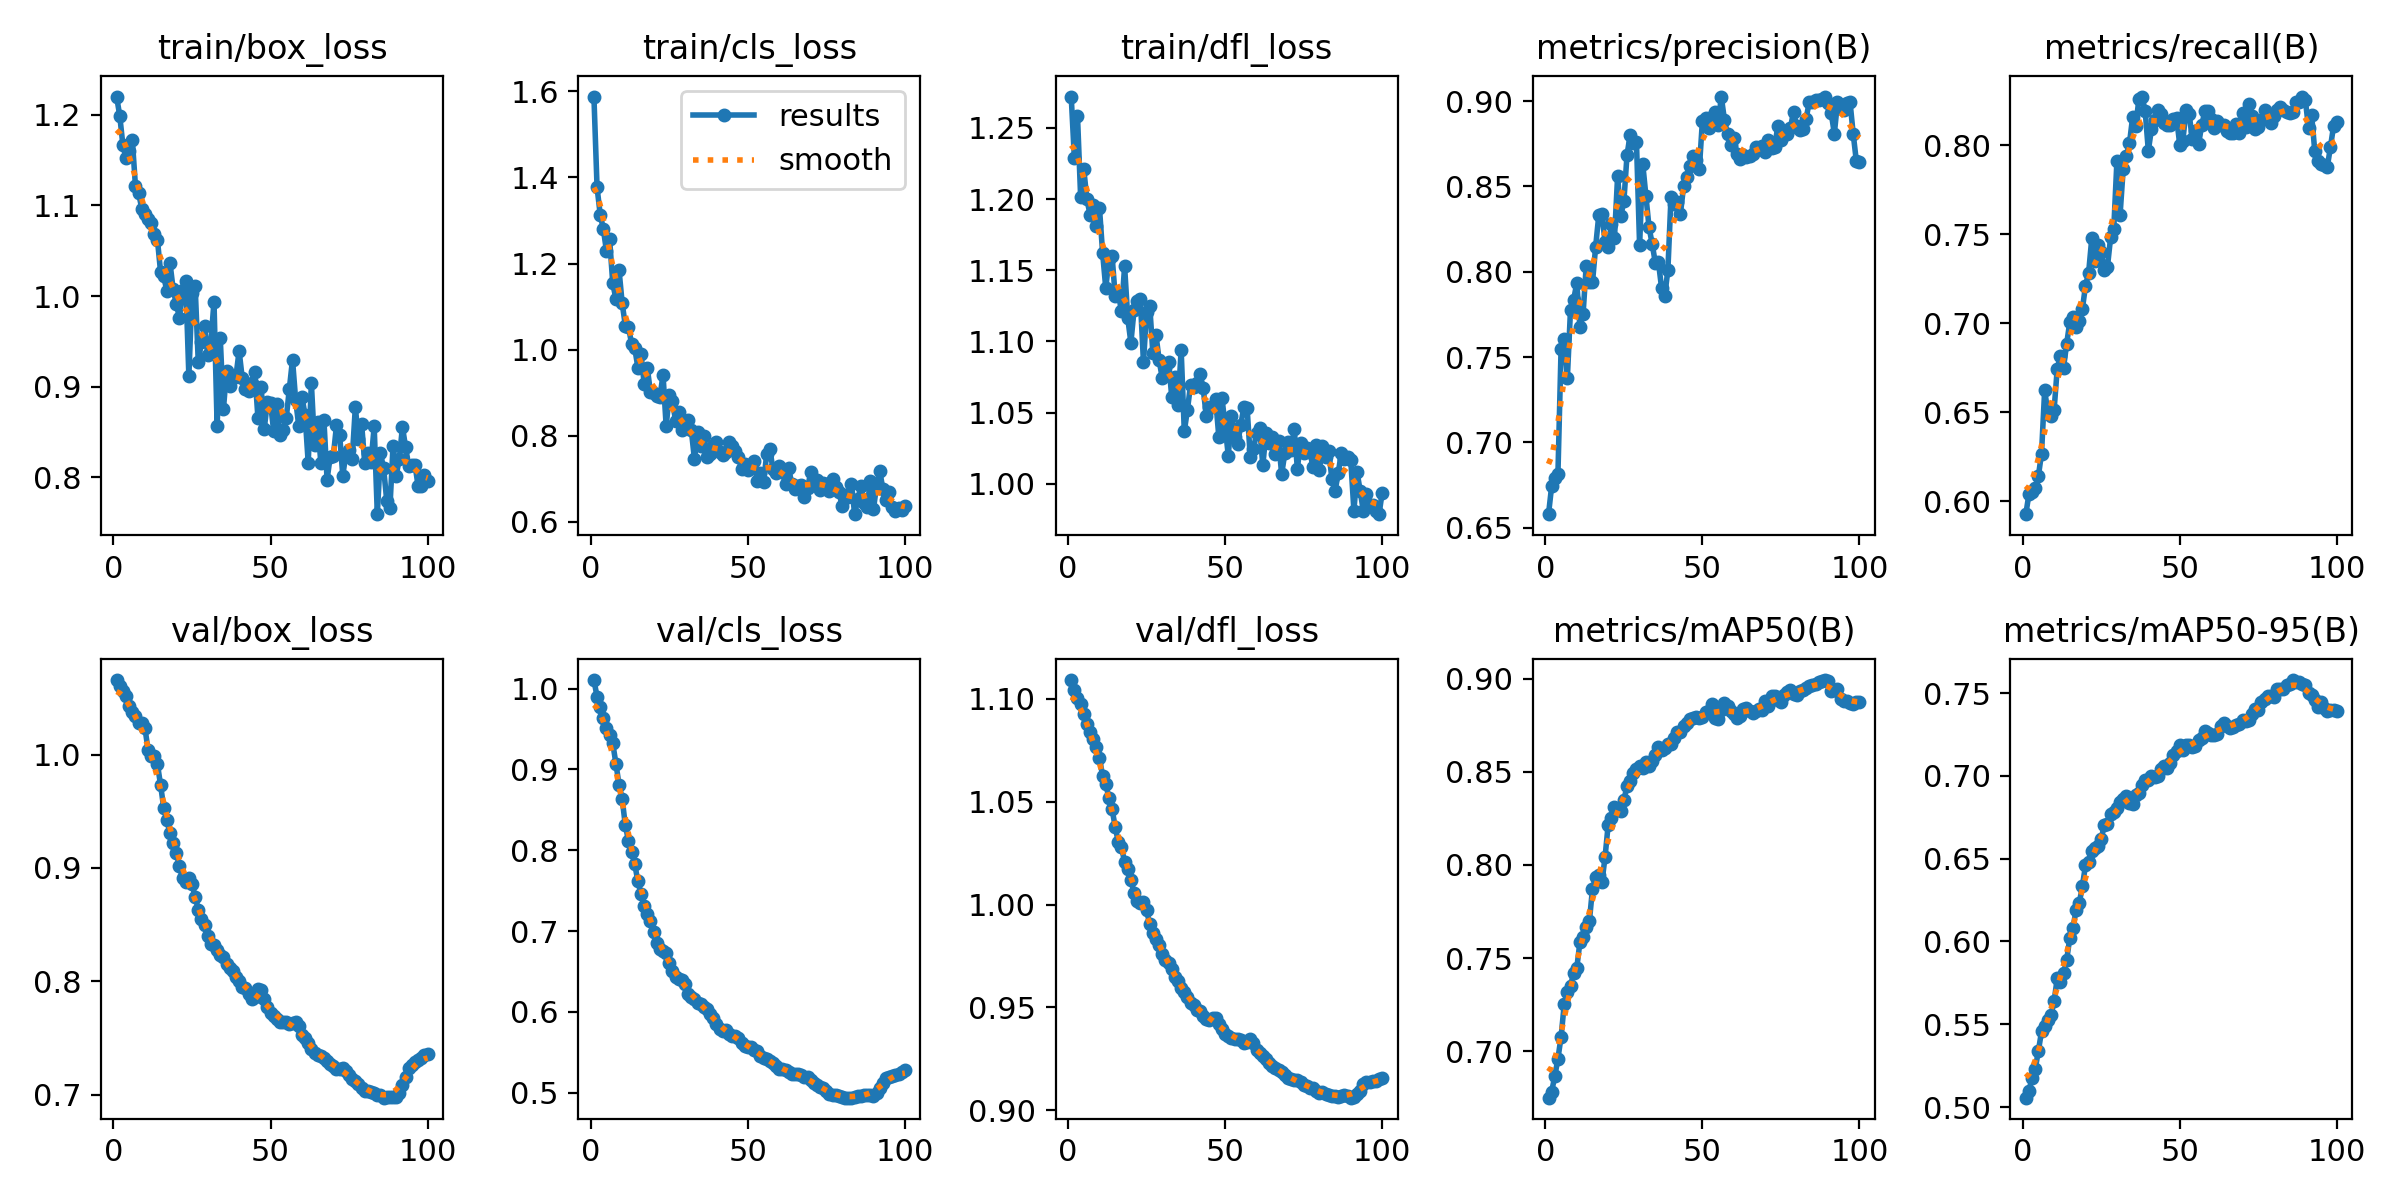 train/box_loss
1.2
1.1
1.0
0.9
0.8
0 50 100
train/cls_loss
results
smooth
1.6
1.4
1.2
1.0
0.8
0.6
0 50 100
train/dfl_loss
1.25
1.20
1.15
1.10
1.05
1.00
0 50 100
metrics/precision(B)
0.90
0.85
0.80
0.75
0.70
0.65
0 50 100
metrics/recall(B)
0.80
0.75
0.70
0.65
0.60
0 50 100
val/box_loss
1.0
0.9
0.8
0.7
0 50 100
val/cls_loss
1.0
0.9
0.8
0.7
0.6
0.5
0 50 100
val/dfl_loss
1.10
1.05
1.00
0.95
0.90
0 50 100
metrics/mAP50(B)
0.90
0.85
0.80
0.75
0.70
0 50 100
metrics/mAP50-95(B)
0.75
0.70
0.65
0.60
0.55
0.50
0 50 100